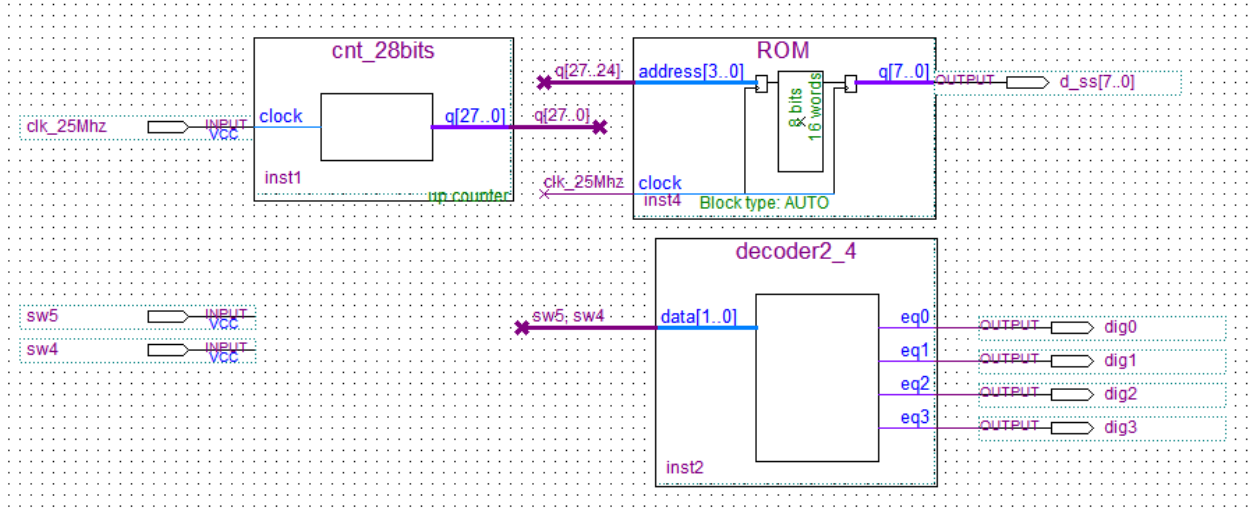 cnt_28bits
clk_25Mhz
INPUT
VCC
clock
q[27..0]
q[27..0]
inst1
up counter
ROM
q[27..24]
address[3..0]
8 bits
16 words
q[7..0]
OUTPUT
d_ss[7..0]
clk_25Mhz
clock
inst4
Block type: AUTO
decoder2_4
sw5
INPUT
VCC
sw4
INPUT
VCC
sw5, sw4
data[1..0]
eq0
OUTPUT
dig0
eq1
OUTPUT
dig1
eq2
OUTPUT
dig2
eq3
OUTPUT
dig3
inst2